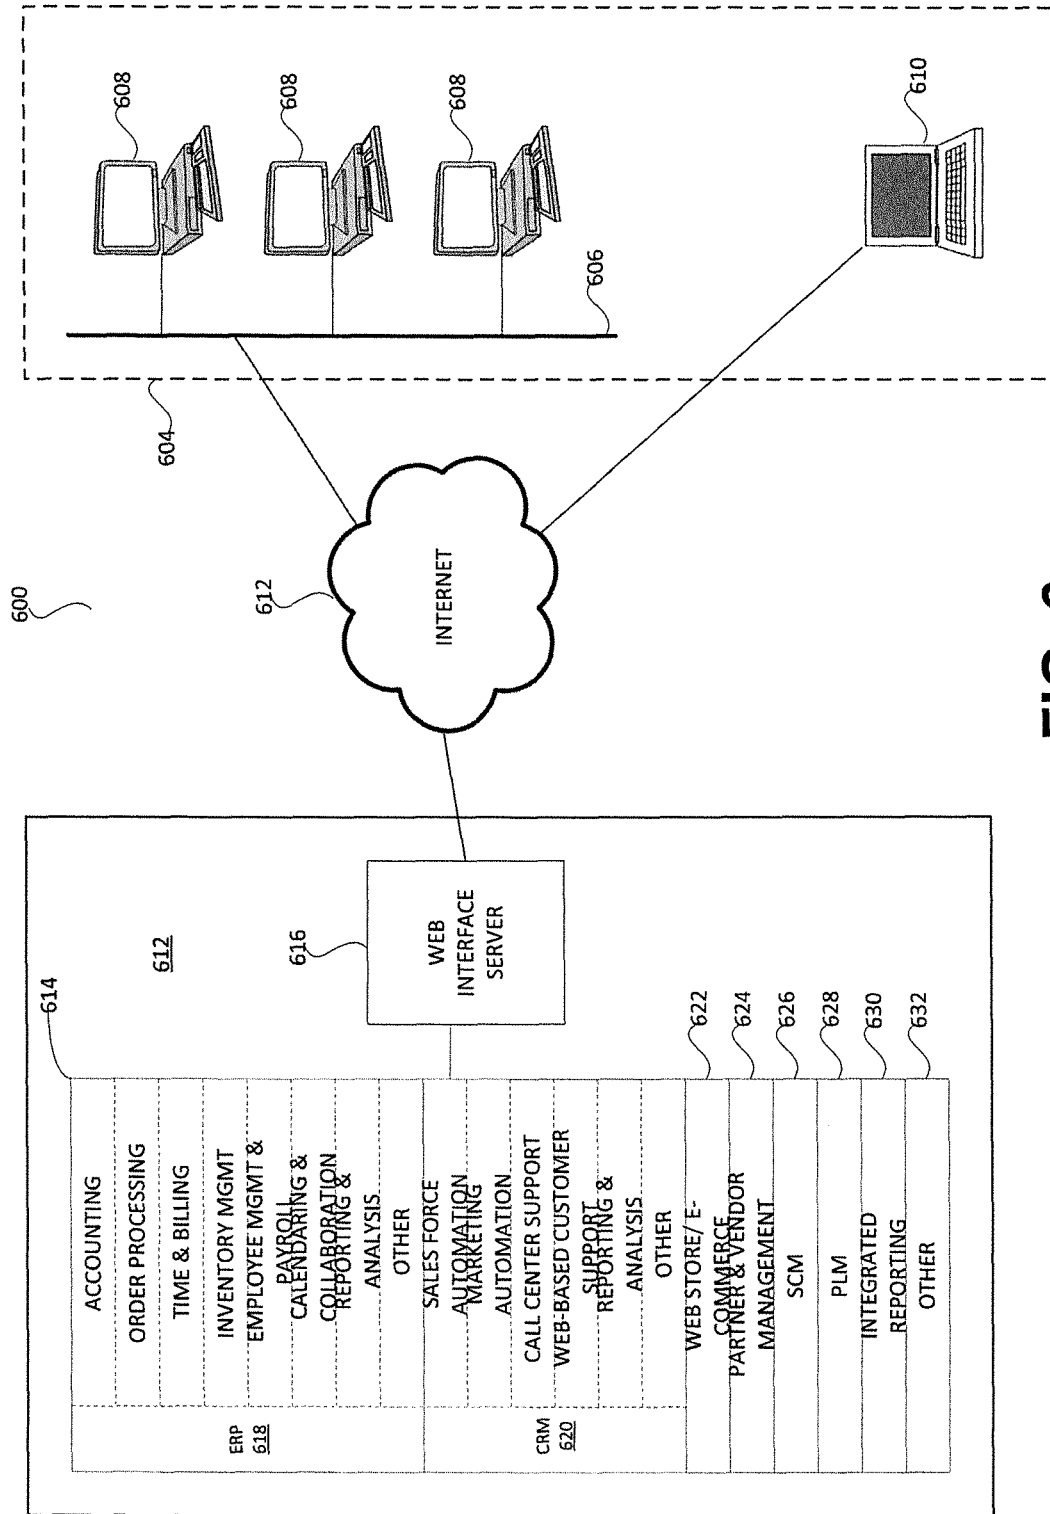 600
612
614
616
WEB
INTERFACE
SERVER
ERP
618
ACCOUNTING
ORDER PROCESSING
TIME & BILLING
INVENTORY MGMT
EMPLOYEE MGMT &
PAYROLL
CALENDARING &
COLLABORATION
REPORTING &
ANALYSIS
OTHER
CRM
620
SALES FORCE
AUTOMATION
MARKETING
AUTOMATION
CALL CENTER SUPPORT
WEB-BASED CUSTOMER
SUPPORT
REPORTING &
ANALYSIS
OTHER
WEB STORE/ E-
COMMERCE
622
PARTNER & VENDOR
MANAGEMENT
624
SCM
626
PLM
628
INTEGRATED
REPORTING
630
OTHER
632
612
INTERNET
604
606
608
608
608
610